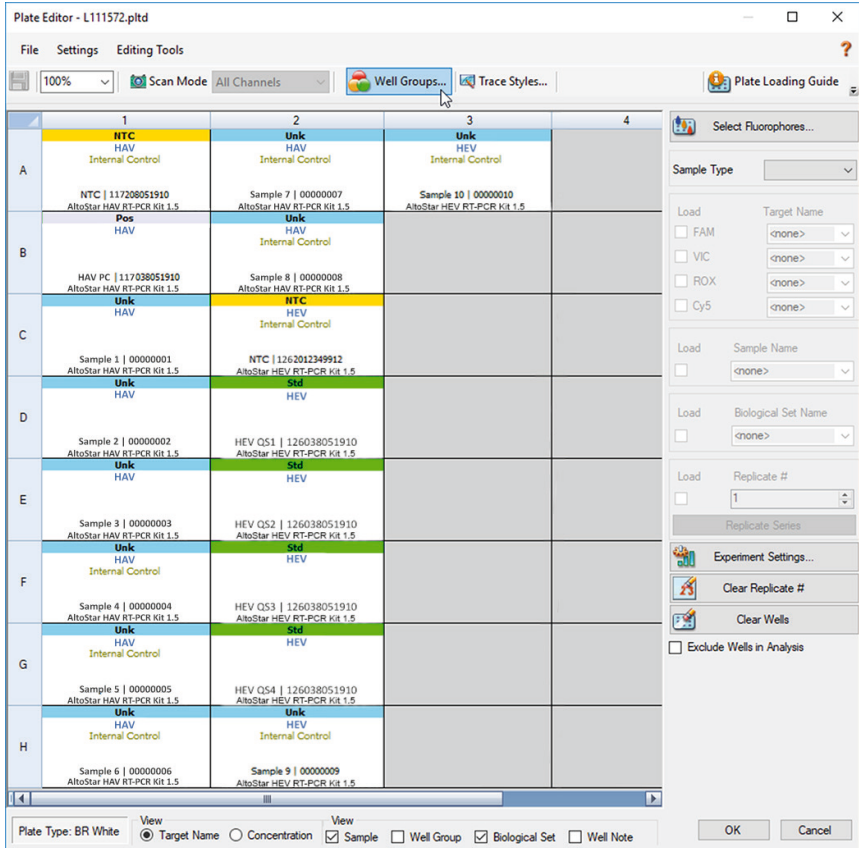 Plate Editor - L111572.pltd
File Settings Editing Tools ?
100% Scan Mode All Channels Well Groups... Trace Styles... Plate Loading Guide
1 2 3 4
A
NTC
HAV
Internal Control
NTC | 117208051910
AltoStar HAV RT-PCR Kit 1.5
Unk
HAV
Internal Control
Sample 7 | 00000007
AltoStar HAV RT-PCR Kit 1.5
Unk
HEV
Internal Control
Sample 10 | 00000010
AltoStar HEV RT-PCR Kit 1.5
B
Pos
HAV
HAV PC | 117038051910
AltoStar HAV RT-PCR Kit 1.5
Unk
HAV
Internal Control
Sample 8 | 00000008
AltoStar HAV RT-PCR Kit 1.5
C
Unk
HAV
Sample 1 | 00000001
AltoStar HAV RT-PCR Kit 1.5
NTC
HEV
Internal Control
NTC | 1262012349912
AltoStar HEV RT-PCR Kit 1.5
D
Unk
HAV
Sample 2 | 00000002
AltoStar HAV RT-PCR Kit 1.5
Std
HEV
HEV QS1 | 126038051910
AltoStar HEV RT-PCR Kit 1.5
E
Unk
HAV
Sample 3 | 00000003
AltoStar HAV RT-PCR Kit 1.5
Std
HEV
HEV QS2 | 126038051910
AltoStar HEV RT-PCR Kit 1.5
F
Unk
HAV
Internal Control
Sample 4 | 00000004
AltoStar HAV RT-PCR Kit 1.5
Std
HEV
HEV QS3 | 126038051910
AltoStar HEV RT-PCR Kit 1.5
G
Unk
HAV
Internal Control
Sample 5 | 00000005
AltoStar HAV RT-PCR Kit 1.5
Std
HEV
HEV QS4 | 126038051910
AltoStar HEV RT-PCR Kit 1.5
H
Unk
HAV
Internal Control
Sample 6 | 00000006
AltoStar HAV RT-PCR Kit 1.5
Unk
HEV
Internal Control
Sample 9 | 00000009
AltoStar HEV RT-PCR Kit 1.5
Select Fluorophores...
Sample Type
Load Target Name
FAM <none>
VIC <none>
ROX <none>
Cy5 <none>
Load Sample Name
<none>
Load Biological Set Name
<none>
Load Replicate #
1
Replicate Series
Experiment Settings...
Clear Replicate #
Clear Wells
Exclude Wells in Analysis
Plate Type: BR White
View
Target Name Concentration
View
Sample Well Group Biological Set Well Note
OK Cancel